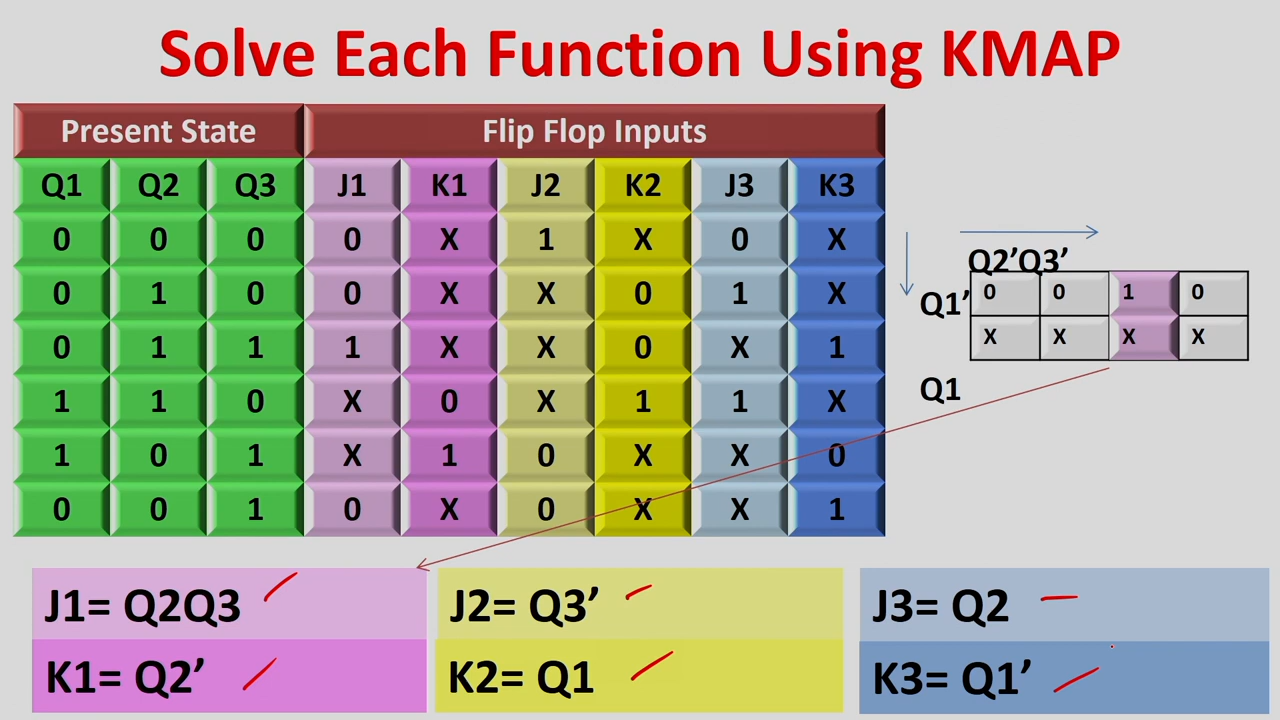 Solve Each Function Using KMAP
Present State Flip Flop Inputs
Q1 Q2 Q3 J1 K1 J2 K2 J3 K3
0 0 0 0 X 1 X 0 X
0 1 0 0 X X 0 1 X
0 1 1 1 X X 0 X 1
1 1 0 X 0 X 1 1 X
1 0 1 X 1 0 X X 0
0 0 1 0 X 0 X X 1
Q2’Q3’
Q1’ 0 0 1 0
X X X X
Q1
J1= Q2Q3
K1= Q2’
J2= Q3’
K2= Q1
J3= Q2
K3= Q1’